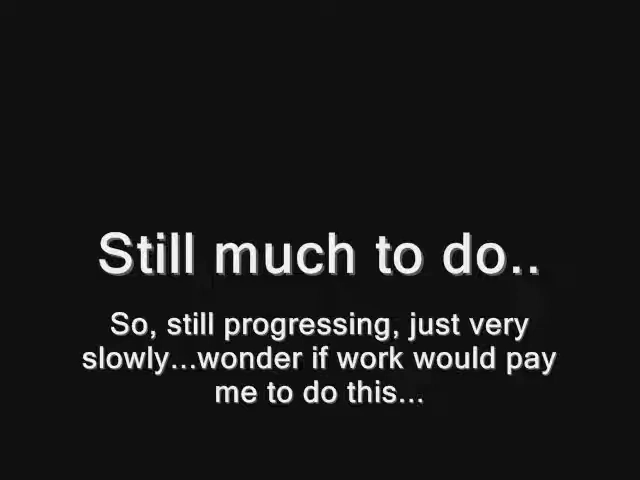 Still much to do..
So, still progressing, just very
slowly...wonder if work would pay
me to do this...